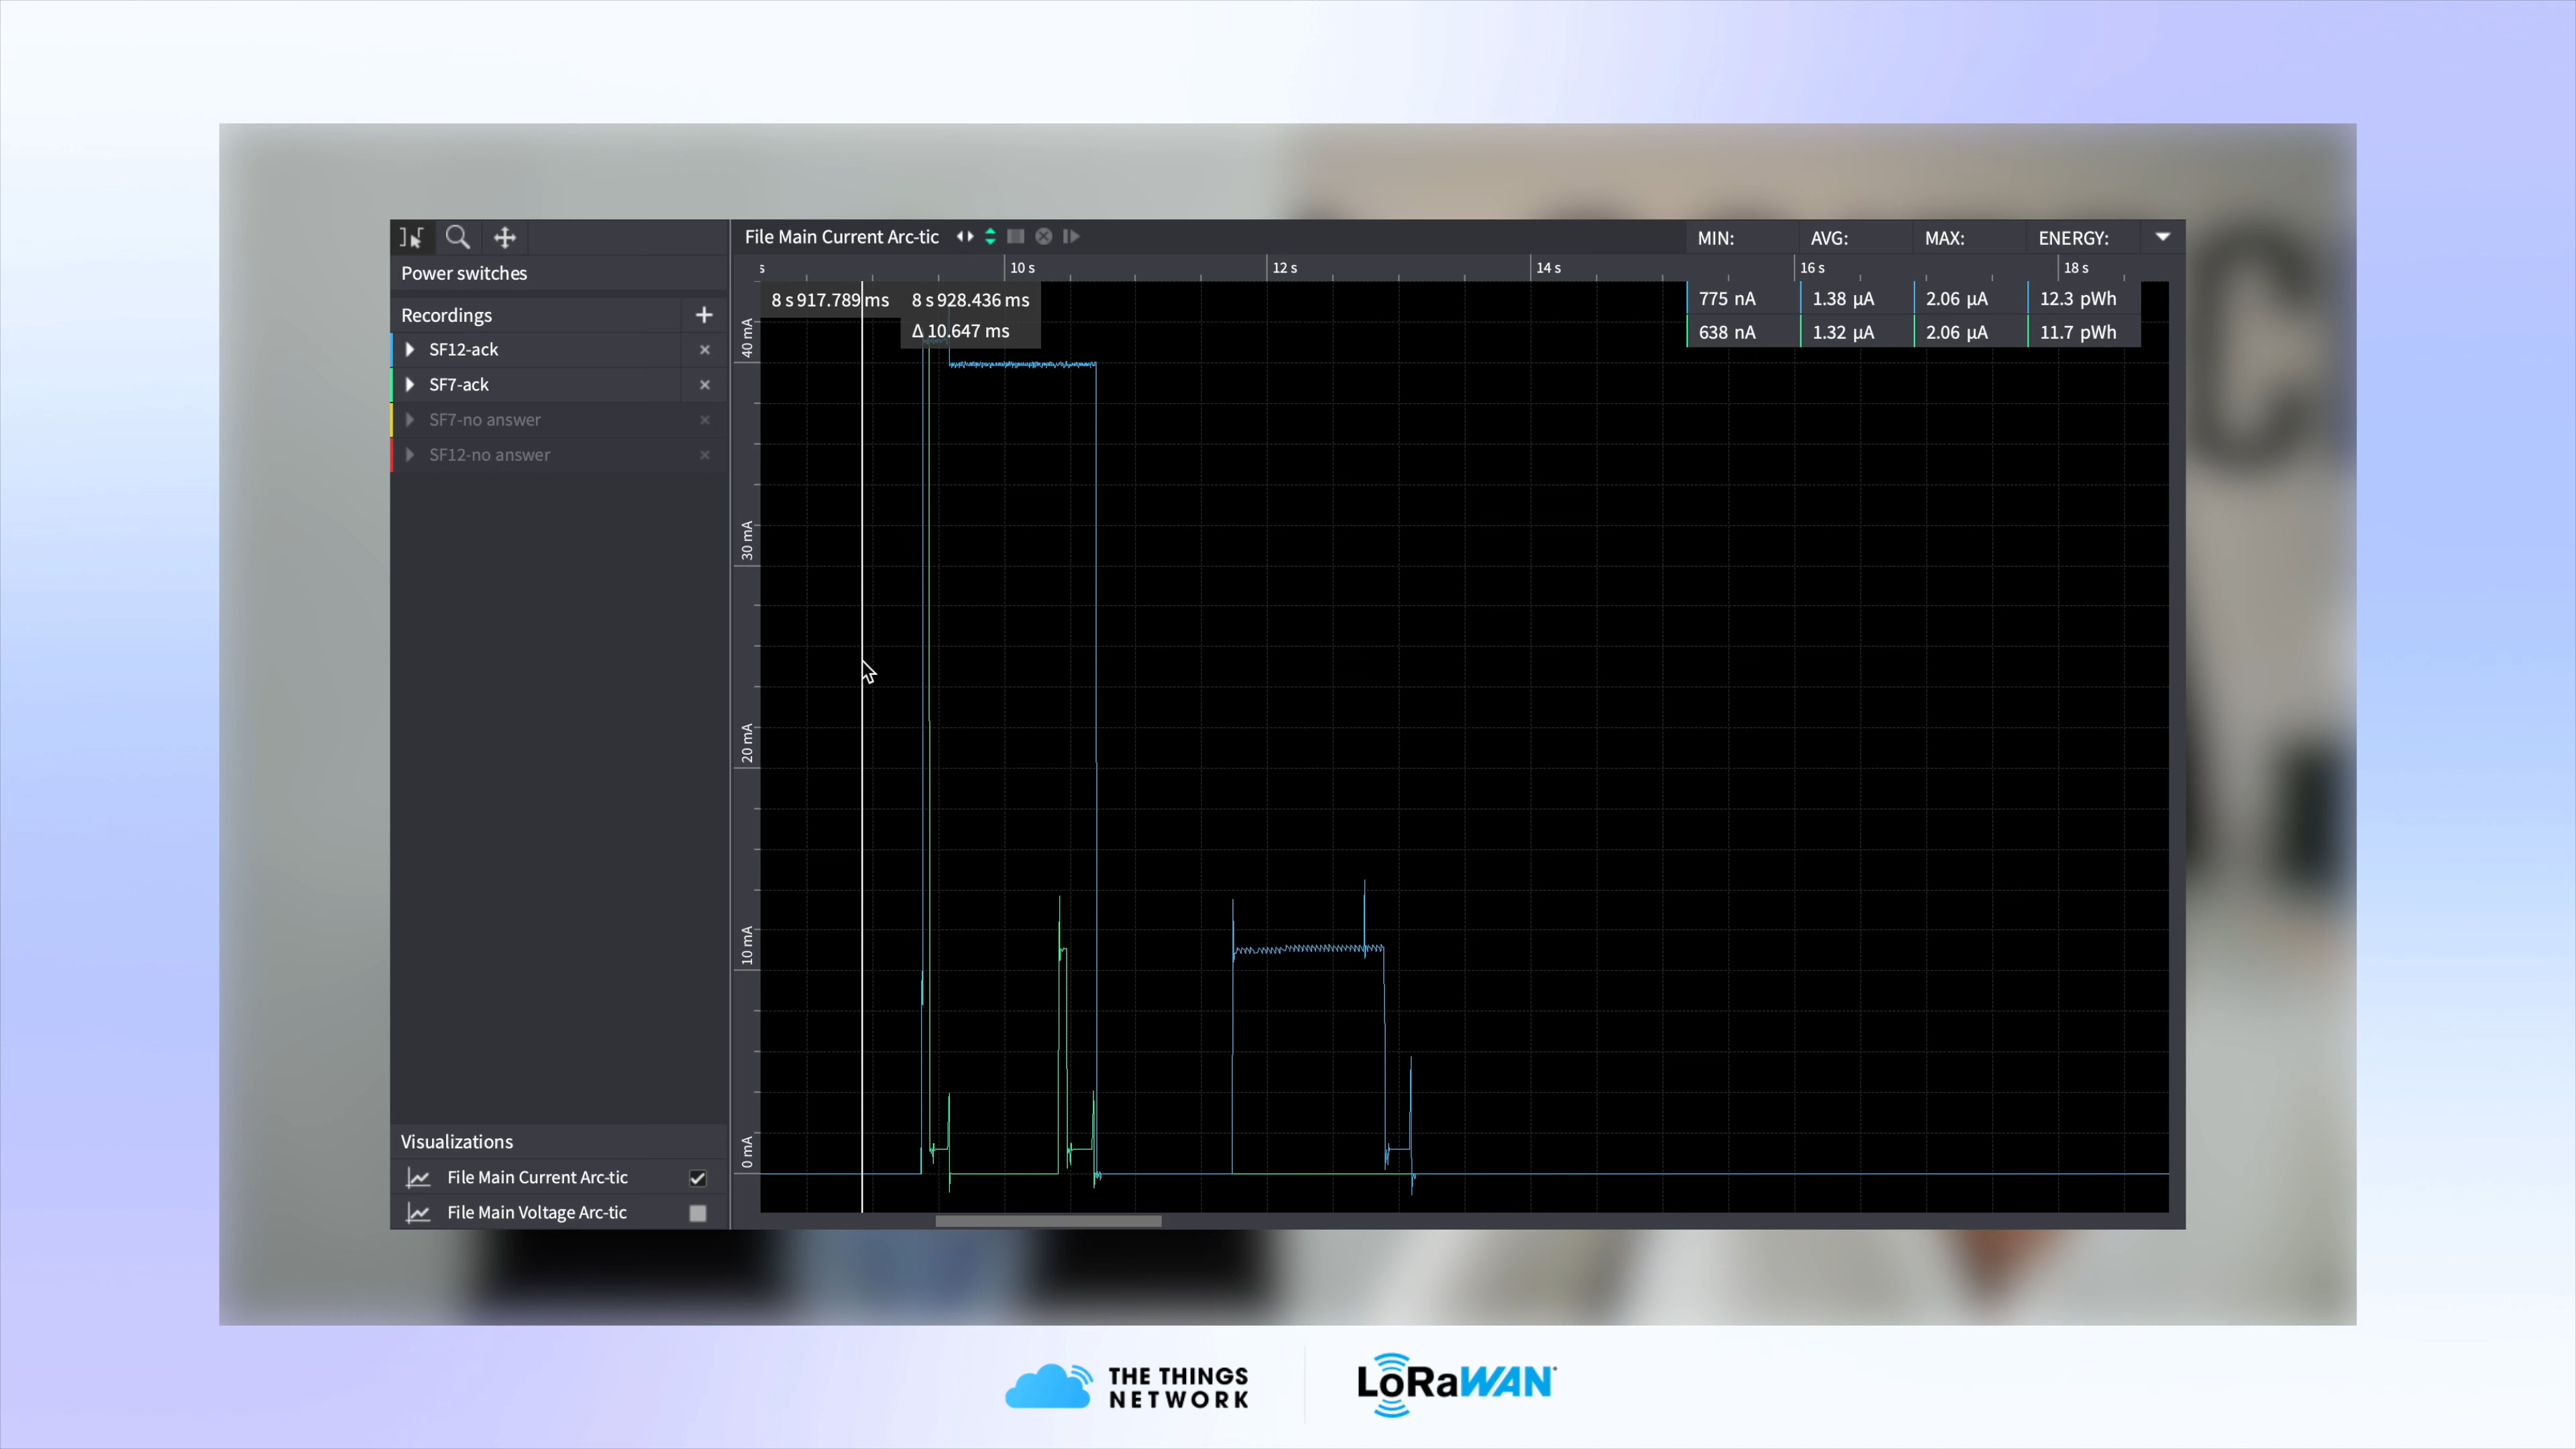 File Main Current Arc-tic
MIN: AVG: MAX: ENERGY:
Power switches
s 10 s 12 s 14 s 16 s 18 s
8 s 917.789 ms 8 s 928.436 ms
Δ 10.647 ms
775 nA 1.38 µA 2.06 µA 12.3 pWh
638 nA 1.32 µA 2.06 µA 11.7 pWh
Recordings +
SF12-ack ×
SF7-ack ×
SF7-no answer ×
SF12-no answer ×
40 mA
30 mA
20 mA
10 mA
0 mA
Visualizations
File Main Current Arc-tic
File Main Voltage Arc-tic
THE THINGS
NETWORK
LoRaWAN